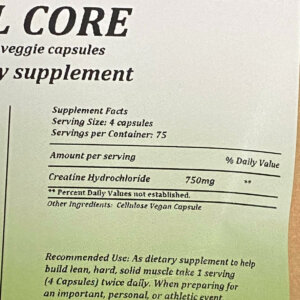 L CORE
veggie capsules
y supplement
Supplement Facts
Serving Size: 4 capsules
Servings per Container: 75
Amount per serving % Daily Value
Creatine Hydrochloride 750mg **
** Percent Daily Values not established.
Other Ingredients: Cellulose Vegan Capsule
Recommended Use: As dietary supplement to help
build lean, hard, solid muscle take 1 serving
(4 Capsules) twice daily. When preparing for
an important, personal, or athletic event